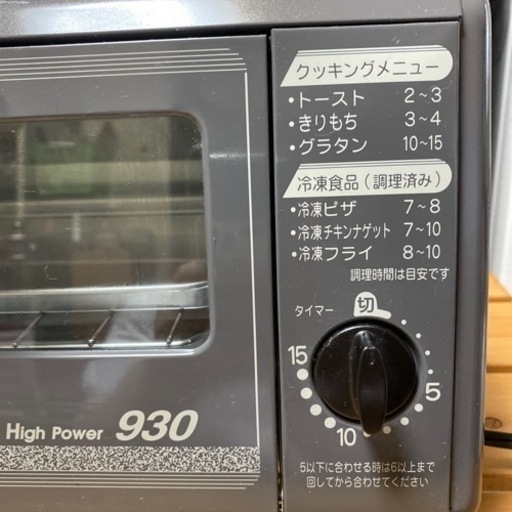 クッキングメニュー
・トースト 2~3
・きりもち 3~4
・グラタン 10~15
冷凍食品(調理済み)
・冷凍ピザ 7~8
・冷凍チキンナゲット 7~10
・冷凍フライ 8~10
調理時間は目安です
タイマー
切
15
5
10
High Power 930
5以下に合わせる時は6以上まで
回してから合わせてください